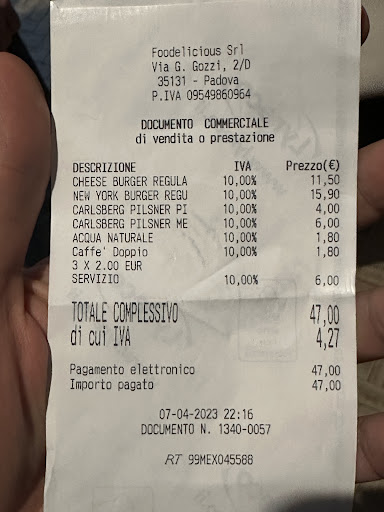 Foodelicious Srl
Via G. Gozzi, 2/D
35131 - Padova
P.IVA 09549860964
DOCUMENTO COMMERCIALE
di vendita o prestazione
DESCRIZIONE IVA Prezzo(€)
CHEESE BURGER REGULA 10,00% 11,50
NEW YORK BURGER REGU 10,00% 15,90
CARLSBERG PILSNER PI 10,00% 4,00
CARLSBERG PILSNER ME 10,00% 6,00
ACQUA NATURALE 10,00% 1,80
Caffe' Doppio 10,00% 1,80
3 X 2.00 EUR
SERVIZIO 10,00% 6,00
TOTALE COMPLESSIVO 47,00
di cui IVA 4,27
Pagamento elettronico 47,00
Importo pagato 47,00
07-04-2023 22:16
DOCUMENTO N. 1340-0057
RT 99MEX045588